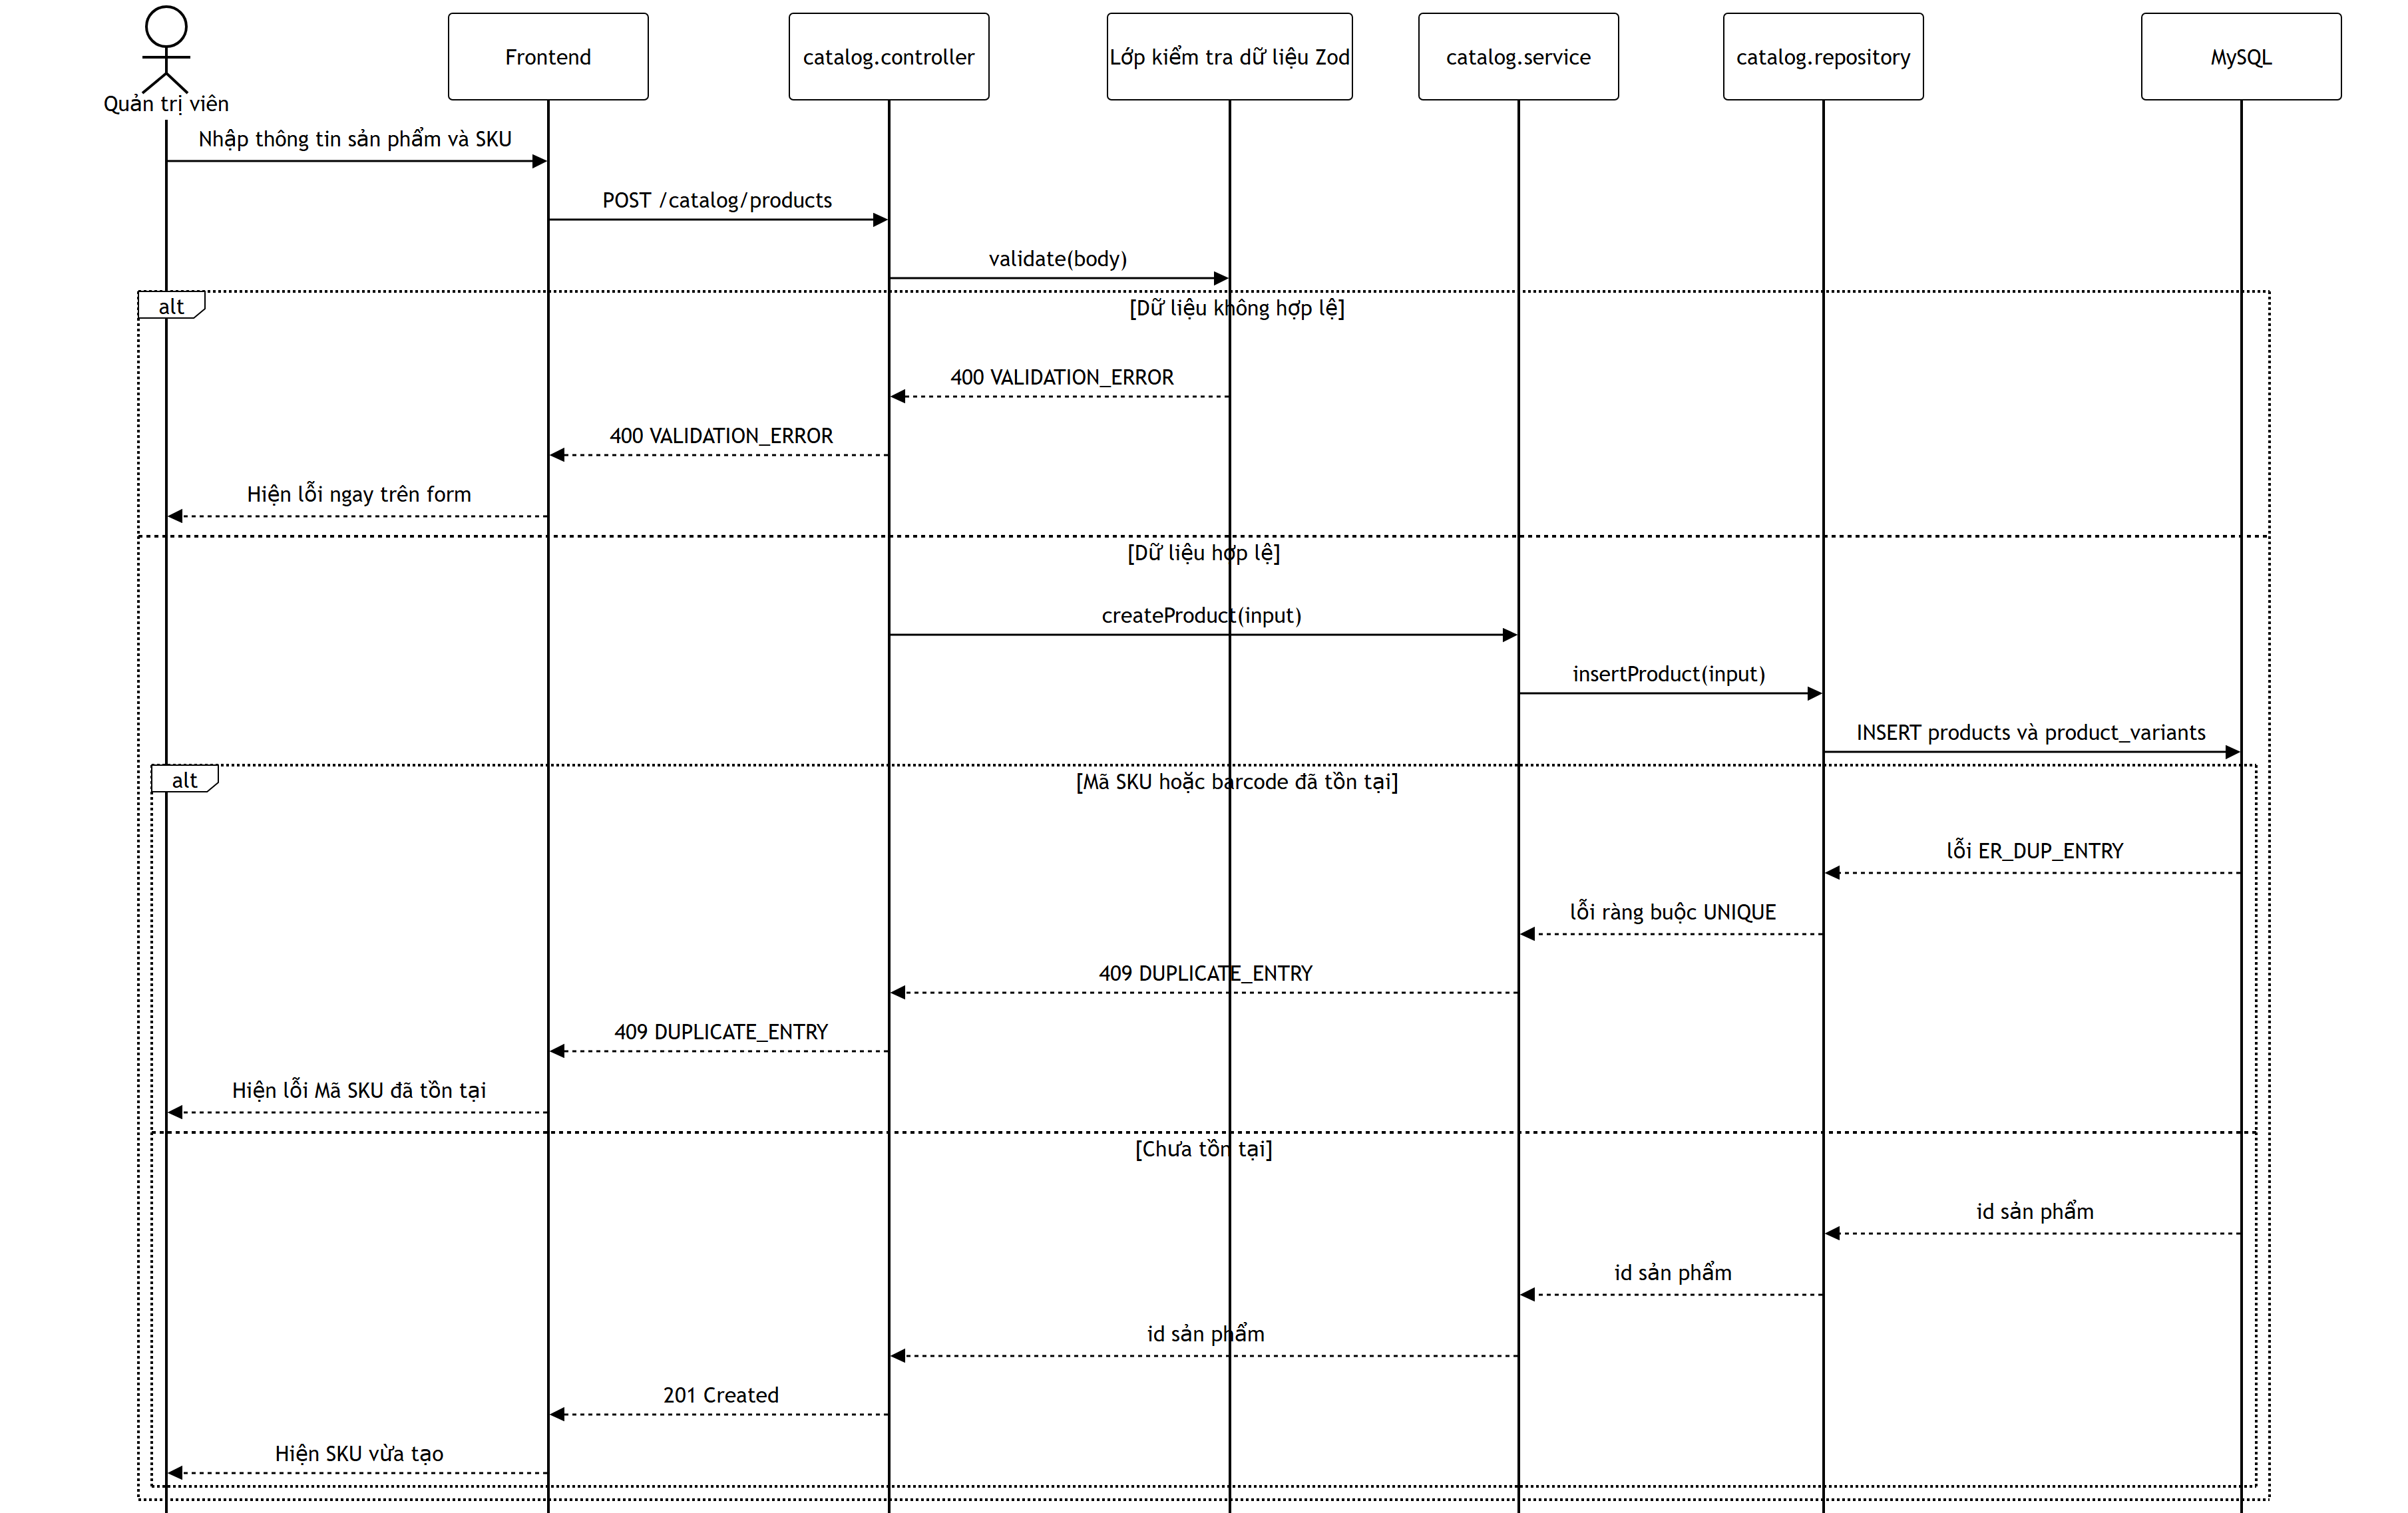 Quản trị viên
Frontend
catalog.controller
Lớp kiểm tra dữ liệu Zod
catalog.service
catalog.repository
MySQL
Nhập thông tin sản phẩm và SKU
POST /catalog/products
validate(body)
alt
[Dữ liệu không hợp lệ]
400 VALIDATION_ERROR
400 VALIDATION_ERROR
Hiện lỗi ngay trên form
[Dữ liệu hợp lệ]
createProduct(input)
insertProduct(input)
INSERT products và product_variants
alt
[Mã SKU hoặc barcode đã tồn tại]
lỗi ER_DUP_ENTRY
lỗi ràng buộc UNIQUE
409 DUPLICATE_ENTRY
409 DUPLICATE_ENTRY
Hiện lỗi Mã SKU đã tồn tại
[Chưa tồn tại]
id sản phẩm
id sản phẩm
id sản phẩm
201 Created
Hiện SKU vừa tạo